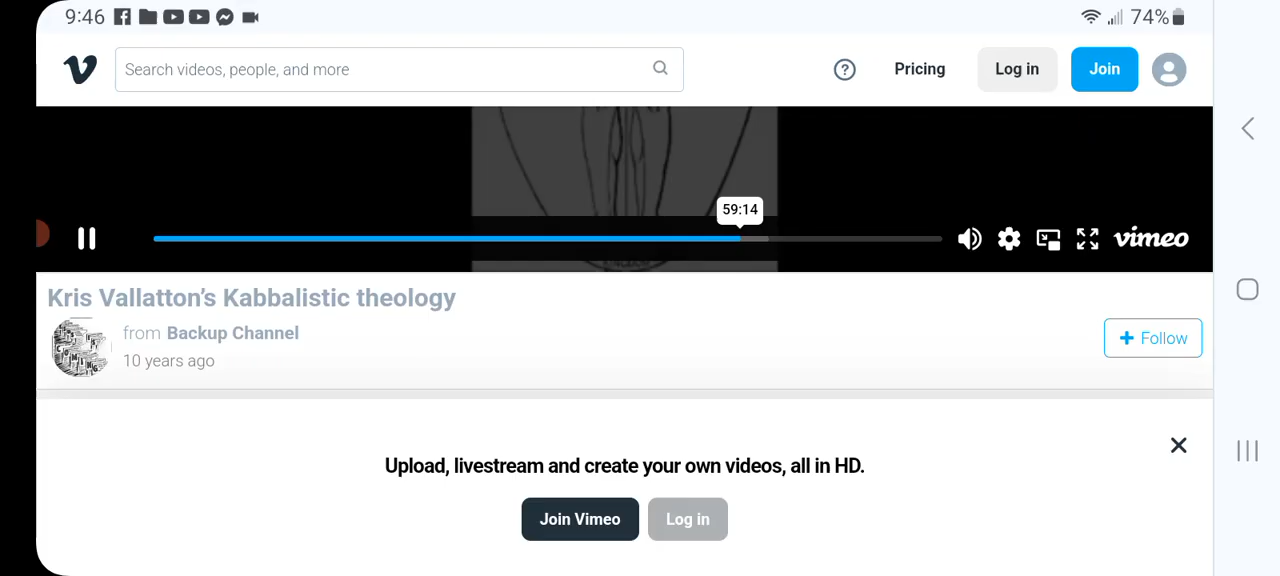 9:46
74%
Search videos, people, and more
Pricing
Log in
Join
59:14
vimeo
Kris Vallatton’s Kabbalistic theology
from Backup Channel
10 years ago
+ Follow
Upload, livestream and create your own videos, all in HD.
Join Vimeo
Log in